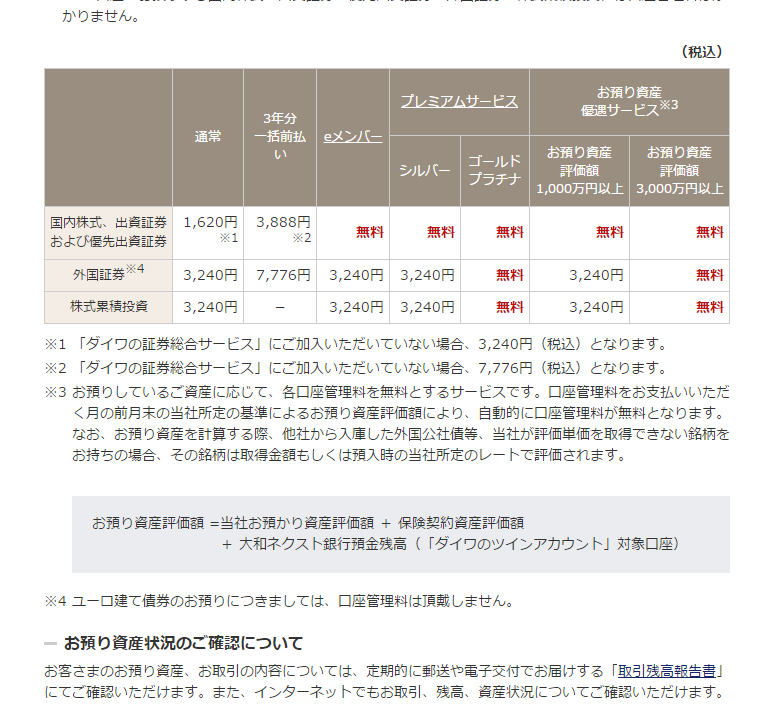 かりません。
（税込）
通常
3年分
一括前払
い
eメンバー
プレミアムサービス
お預り資産
優遇サービス※3
シルバー
ゴールド
プラチナ
お預り資産
評価額
1,000万円以上
お預り資産
評価額
3,000万円以上
国内株式、出資証券
および優先出資証券
1,620円
※1
3,888円
※2
無料
無料
無料
無料
無料
外国証券※4
3,240円
7,776円
3,240円
3,240円
無料
3,240円
無料
株式累積投資
3,240円
−
3,240円
3,240円
無料
3,240円
無料
※1 「ダイワの証券総合サービス」にご加入いただいていない場合、3,240円（税込）となります。
※2 「ダイワの証券総合サービス」にご加入いただいていない場合、7,776円（税込）となります。
※3 お預りしているご資産に応じて、各口座管理料を無料とするサービスです。口座管理料をお支払いいただ
く月の前月末の当社所定の基準によるお預り資産評価額により、自動的に口座管理料が無料となります。
なお、お預り資産を計算する際、他社から入庫した外国公社債等、当社が評価単価を取得できない銘柄を
お持ちの場合、その銘柄は取得金額もしくは預入時の当社所定のレートで評価されます。
お預り資産評価額 =当社お預かり資産評価額 + 保険契約資産評価額
+ 大和ネクスト銀行預金残高（「ダイワのツインアカウント」対象口座）
※4 ユーロ建て債券のお預りにつきましては、口座管理料は頂戴しません。
お預り資産状況のご確認について
お客さまのお預り資産、お取引の内容については、定期的に郵送や電子交付でお届けする「取引残高報告書」
にてご確認いただけます。また、インターネットでもお取引、残高、資産状況についてご確認いただけます。